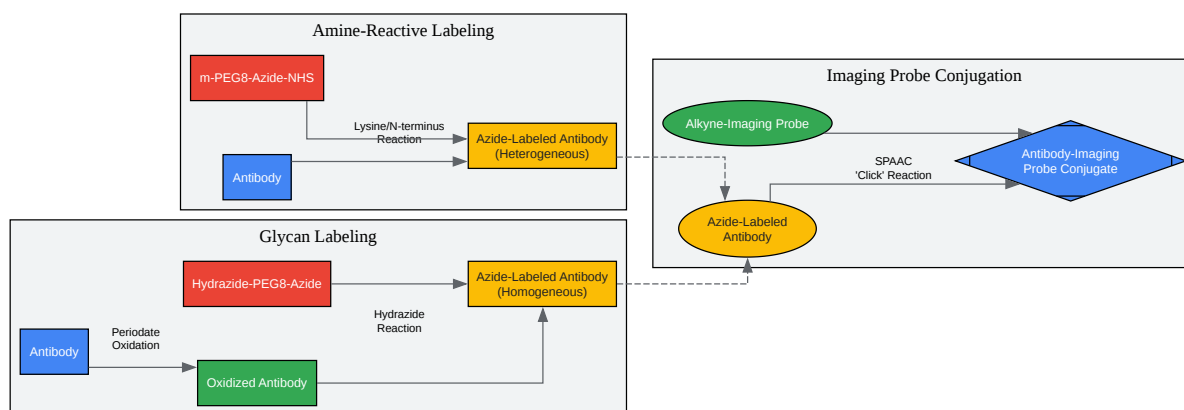 Amine-Reactive Labeling
m-PEG8-Azide-NHS
Lysine/N-terminus
Reaction
Azide-Labeled Antibody
(Heterogeneous)
Antibody
Glycan Labeling
Hydrazide-PEG8-Azide
Azide-Labeled Antibody
(Homogeneous)
Hydrazide
Reaction
Periodate
Oxidation
Antibody
Oxidized Antibody
Imaging Probe Conjugation
Alkyne-Imaging Probe
SPAAC
'Click' Reaction
Antibody-Imaging
Probe Conjugate
Azide-Labeled
Antibody